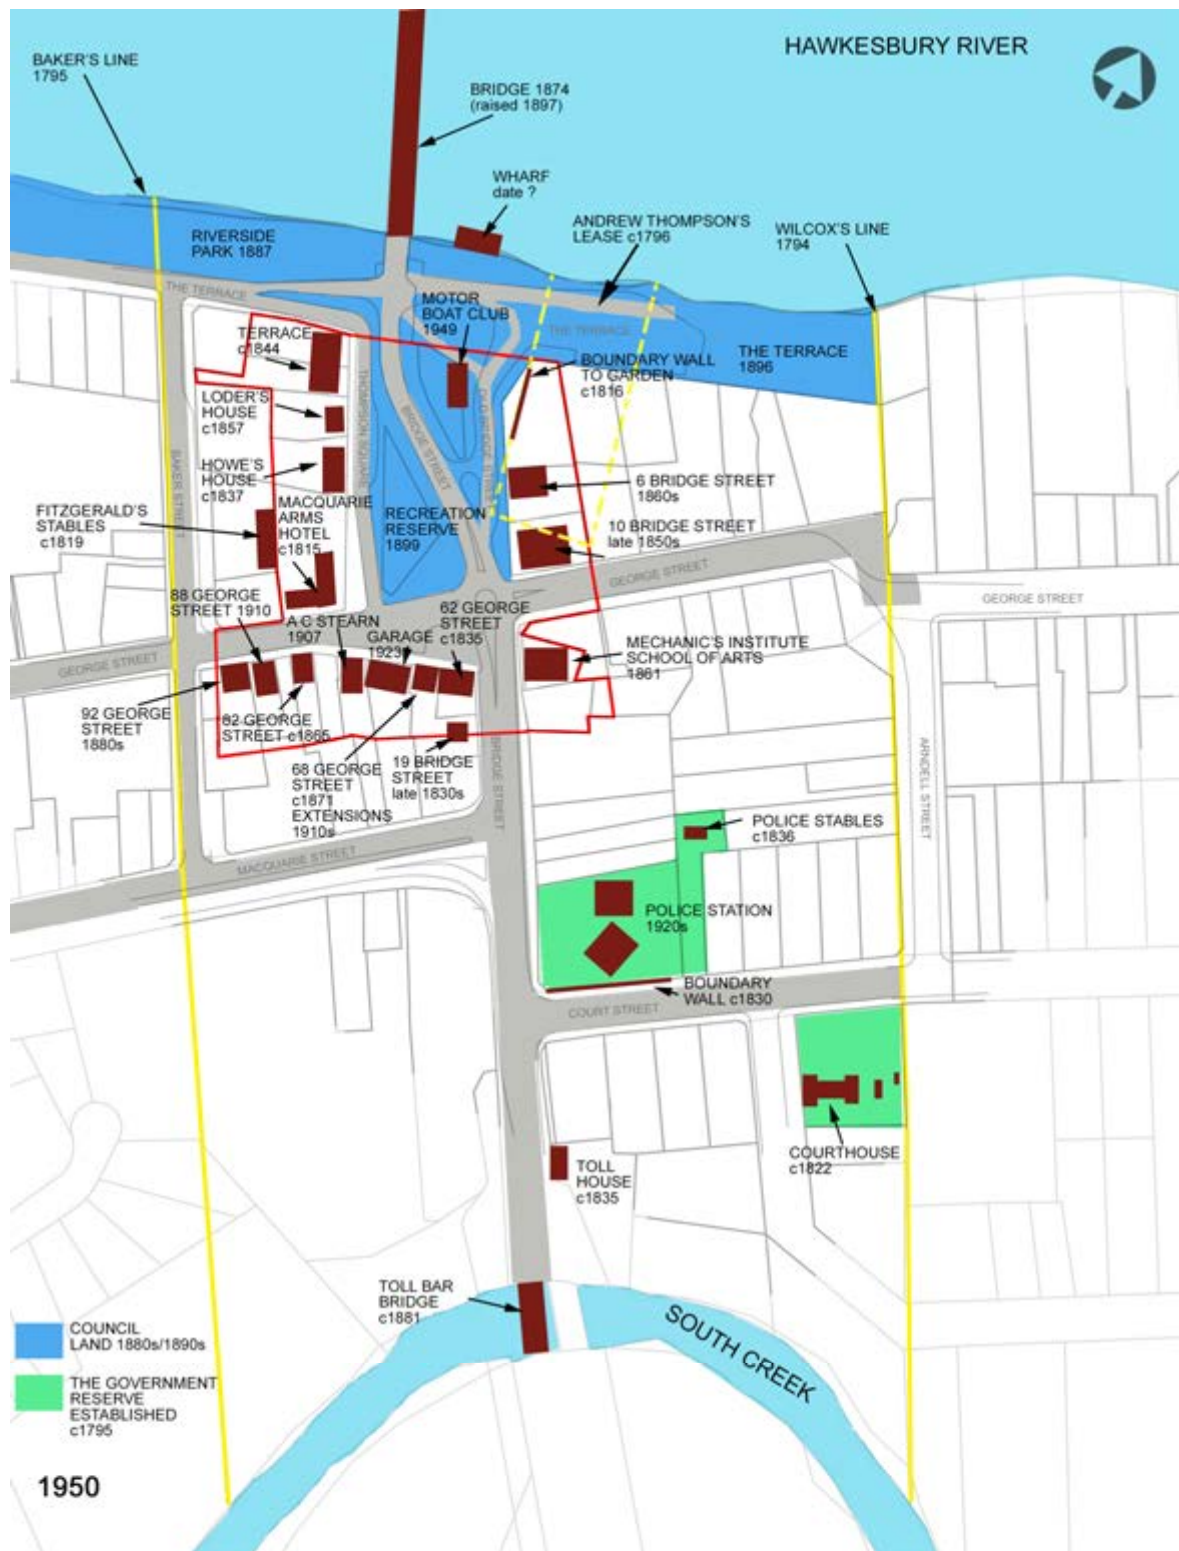 HAWKESBURY RIVER
BAKER'S LINE
1795
BRIDGE 1874
(raised 1897)
WHARF
date ?
ANDREW THOMPSON'S
LEASE c1796
WILCOX'S LINE
1794
RIVERSIDE
PARK 1887
THE TERRACE
MOTOR
BOAT CLUB
1949
THE TERRACE
TERRACE
c1844
BOUNDARY WALL
TO GARDEN
c1816
THE TERRACE
1896
LODER'S
HOUSE
c1857
THOMPSON SQUARE
BRIDGE STREET
OLD BRIDGE STREET
BAKER STREET
HOWE'S
HOUSE
c1837
6 BRIDGE STREET
1860s
FITZGERALD'S
STABLES
c1819
MACQUARIE
ARMS
HOTEL
c1815
RECREATION
RESERVE
1899
10 BRIDGE STREET
late 1850s
GEORGE STREET
GEORGE STREET
88 GEORGE
STREET 1910
A C STEARN
1907
GARAGE
1923
62 GEORGE
STREET
c1835
MECHANIC'S INSTITUTE
SCHOOL OF ARTS
1861
GEORGE STREET
92 GEORGE
STREET
1880s
82 GEORGE
STREET c1865
68 GEORGE
STREET
c1871
EXTENSIONS
1910s
19 BRIDGE
STREET
late 1830s
BRIDGE STREET
ARNDELL STREET
MACQUARIE STREET
POLICE STABLES
c1836
POLICE STATION
1920s
BOUNDARY
WALL c1830
COURT STREET
COURTHOUSE
c1822
TOLL
HOUSE
c1835
TOLL BAR
BRIDGE
c1881
SOUTH CREEK
COUNCIL
LAND 1880s/1890s
THE GOVERNMENT
RESERVE
ESTABLISHED
c1795
1950